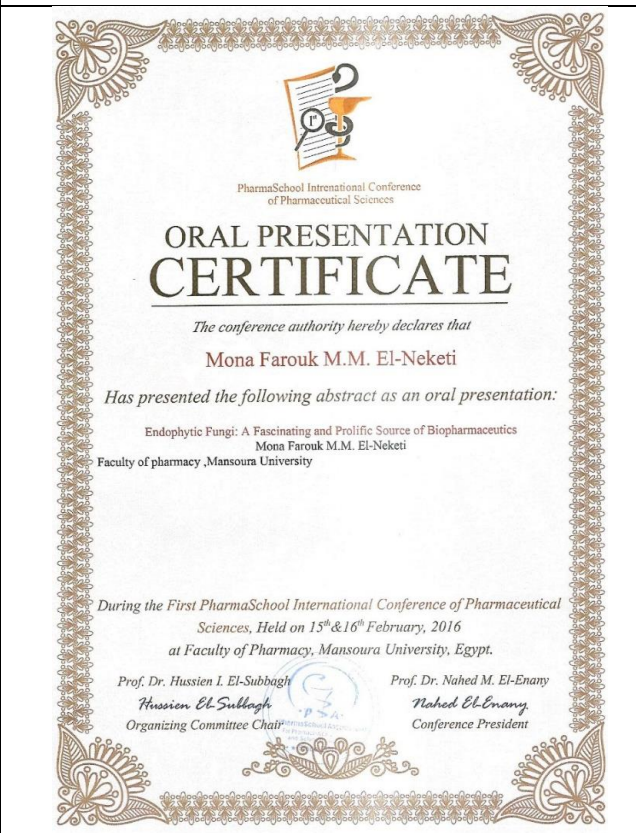 1st
PharmaSchool Intrenational Conference
of Pharmaceutical Sciences
ORAL PRESENTATION
CERTIFICATE
The conference authority hereby declares that
Mona Farouk M.M. El-Neketi
Has presented the following abstract as an oral presentation:
Endophytic Fungi: A Fascinating and Prolific Source of Biopharmaceutics
Mona Farouk M.M. El-Neketi
Faculty of pharmacy ,Mansoura University
During the First PharmaSchool International Conference of Pharmaceutical
Sciences, Held on 15th &16th February, 2016
at Faculty of Pharmacy, Mansoura University, Egypt.
Prof. Dr. Hussien I. El-Subbagh
Hussien El-Subbagh
Organizing Committee Chair
Prof. Dr. Nahed M. El-Enany
Nahed El-Enany
Conference President
P S A